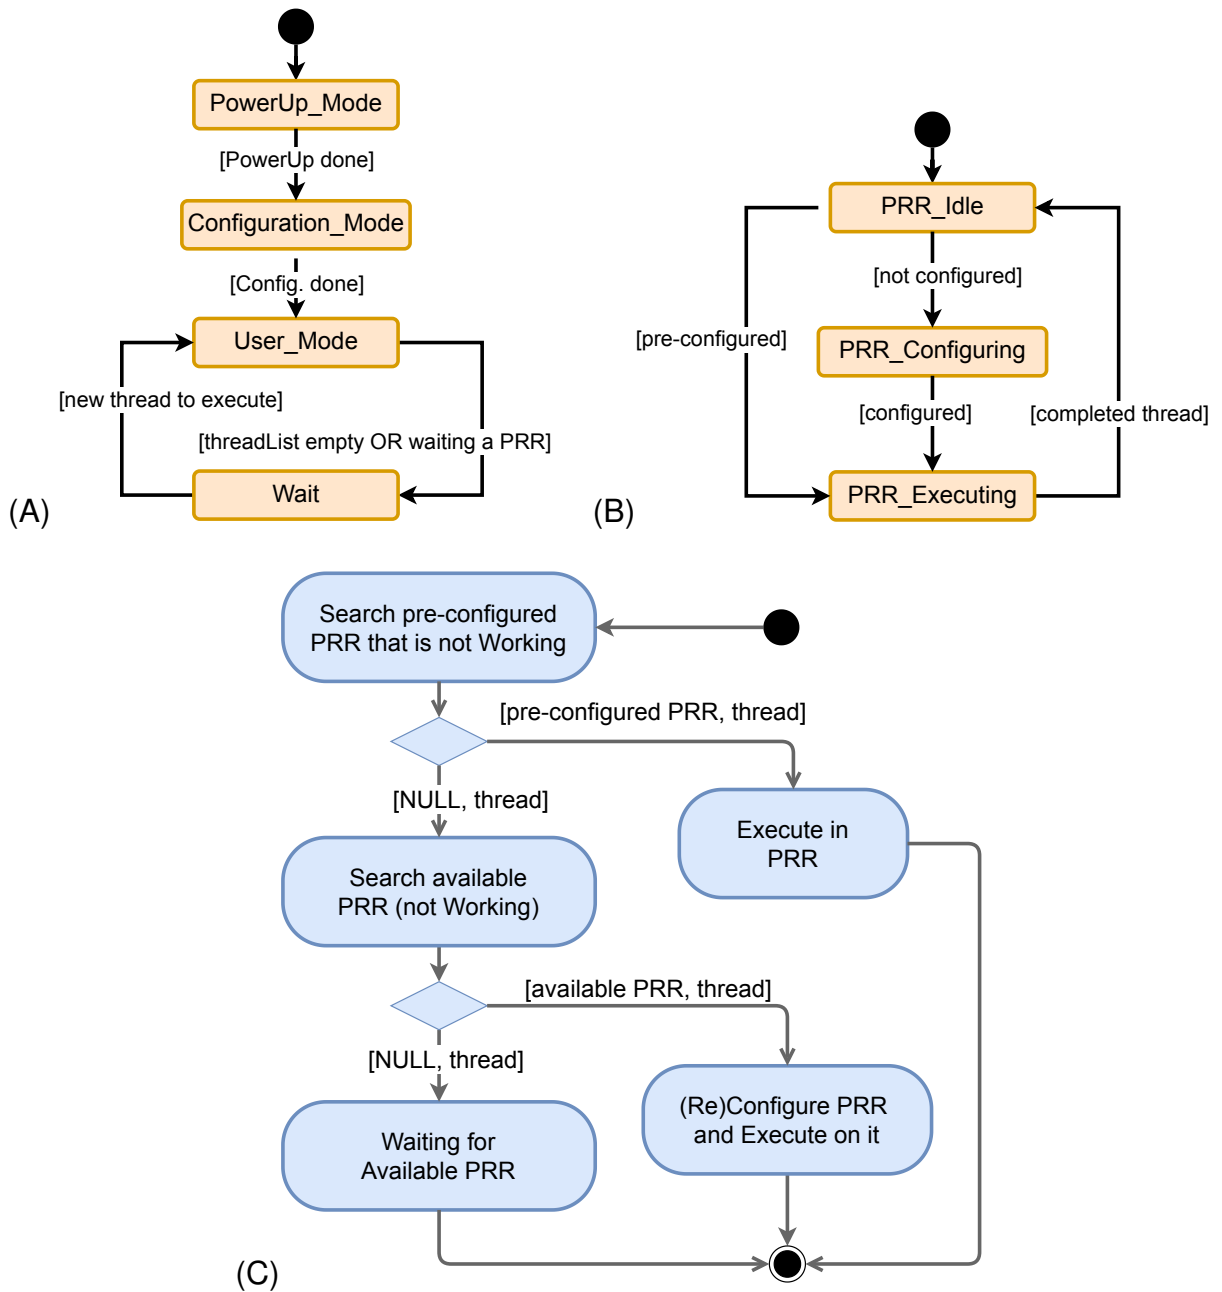 PowerUp_Mode
[PowerUp done]
Configuration_Mode
[Config. done]
User_Mode
[new thread to execute]
[threadList empty OR waiting a PRR]
Wait
(A)
PRR_Idle
[not configured]
[pre-configured]
PRR_Configuring
[configured]
[completed thread]
PRR_Executing
(B)
Search pre-configured
PRR that is not Working
[pre-configured PRR, thread]
[NULL, thread]
Execute in
PRR
Search available
PRR (not Working)
[available PRR, thread]
[NULL, thread]
(Re)Configure PRR
and Execute on it
Waiting for
Available PRR
(C)